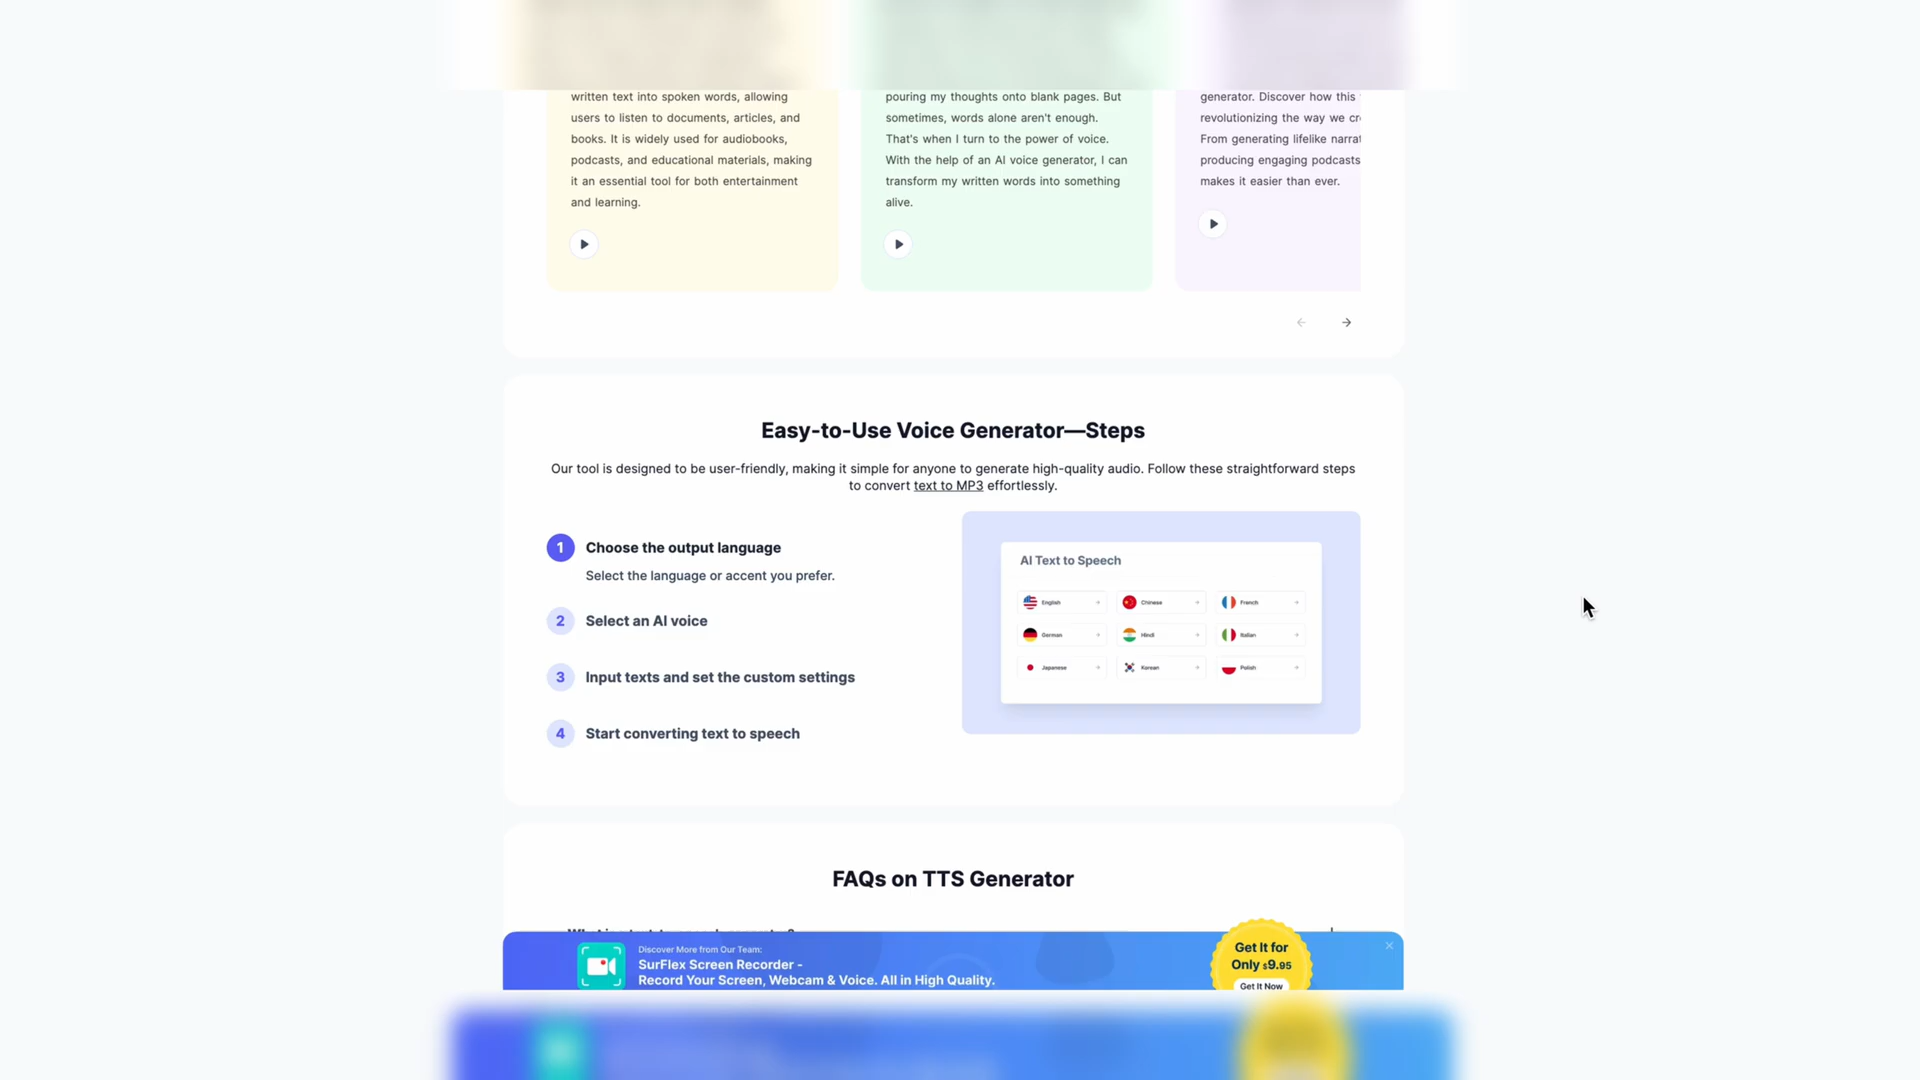 written text into spoken words, allowing
users to listen to documents, articles, and
books. It is widely used for audiobooks,
podcasts, and educational materials, making
it an essential tool for both entertainment
and learning.
pouring my thoughts onto blank pages. But
sometimes, words alone aren't enough.
That's when I turn to the power of voice.
With the help of an AI voice generator, I can
transform my written words into something
alive.
generator. Discover how this
revolutionizing the way we
From generating lifelike
producing engaging podcasts
makes it easier than ever.
Easy-to-Use Voice Generator—Steps
Our tool is designed to be user-friendly, making it simple for anyone to generate high-quality audio. Follow these straightforward steps
to convert text to MP3 effortlessly.
1 Choose the output language
Select the language or accent you prefer.
2 Select an AI voice
3 Input texts and set the custom settings
4 Start converting text to speech
AI Text to Speech
English
Chinese
French
German
Hindi
Italian
Japanese
Korean
Polish
FAQs on TTS Generator
Discover More from Our Team:
SurFlex Screen Recorder -
Record Your Screen, Webcam & Voice. All in High Quality.
Get It for
Only $9.95
Get It Now